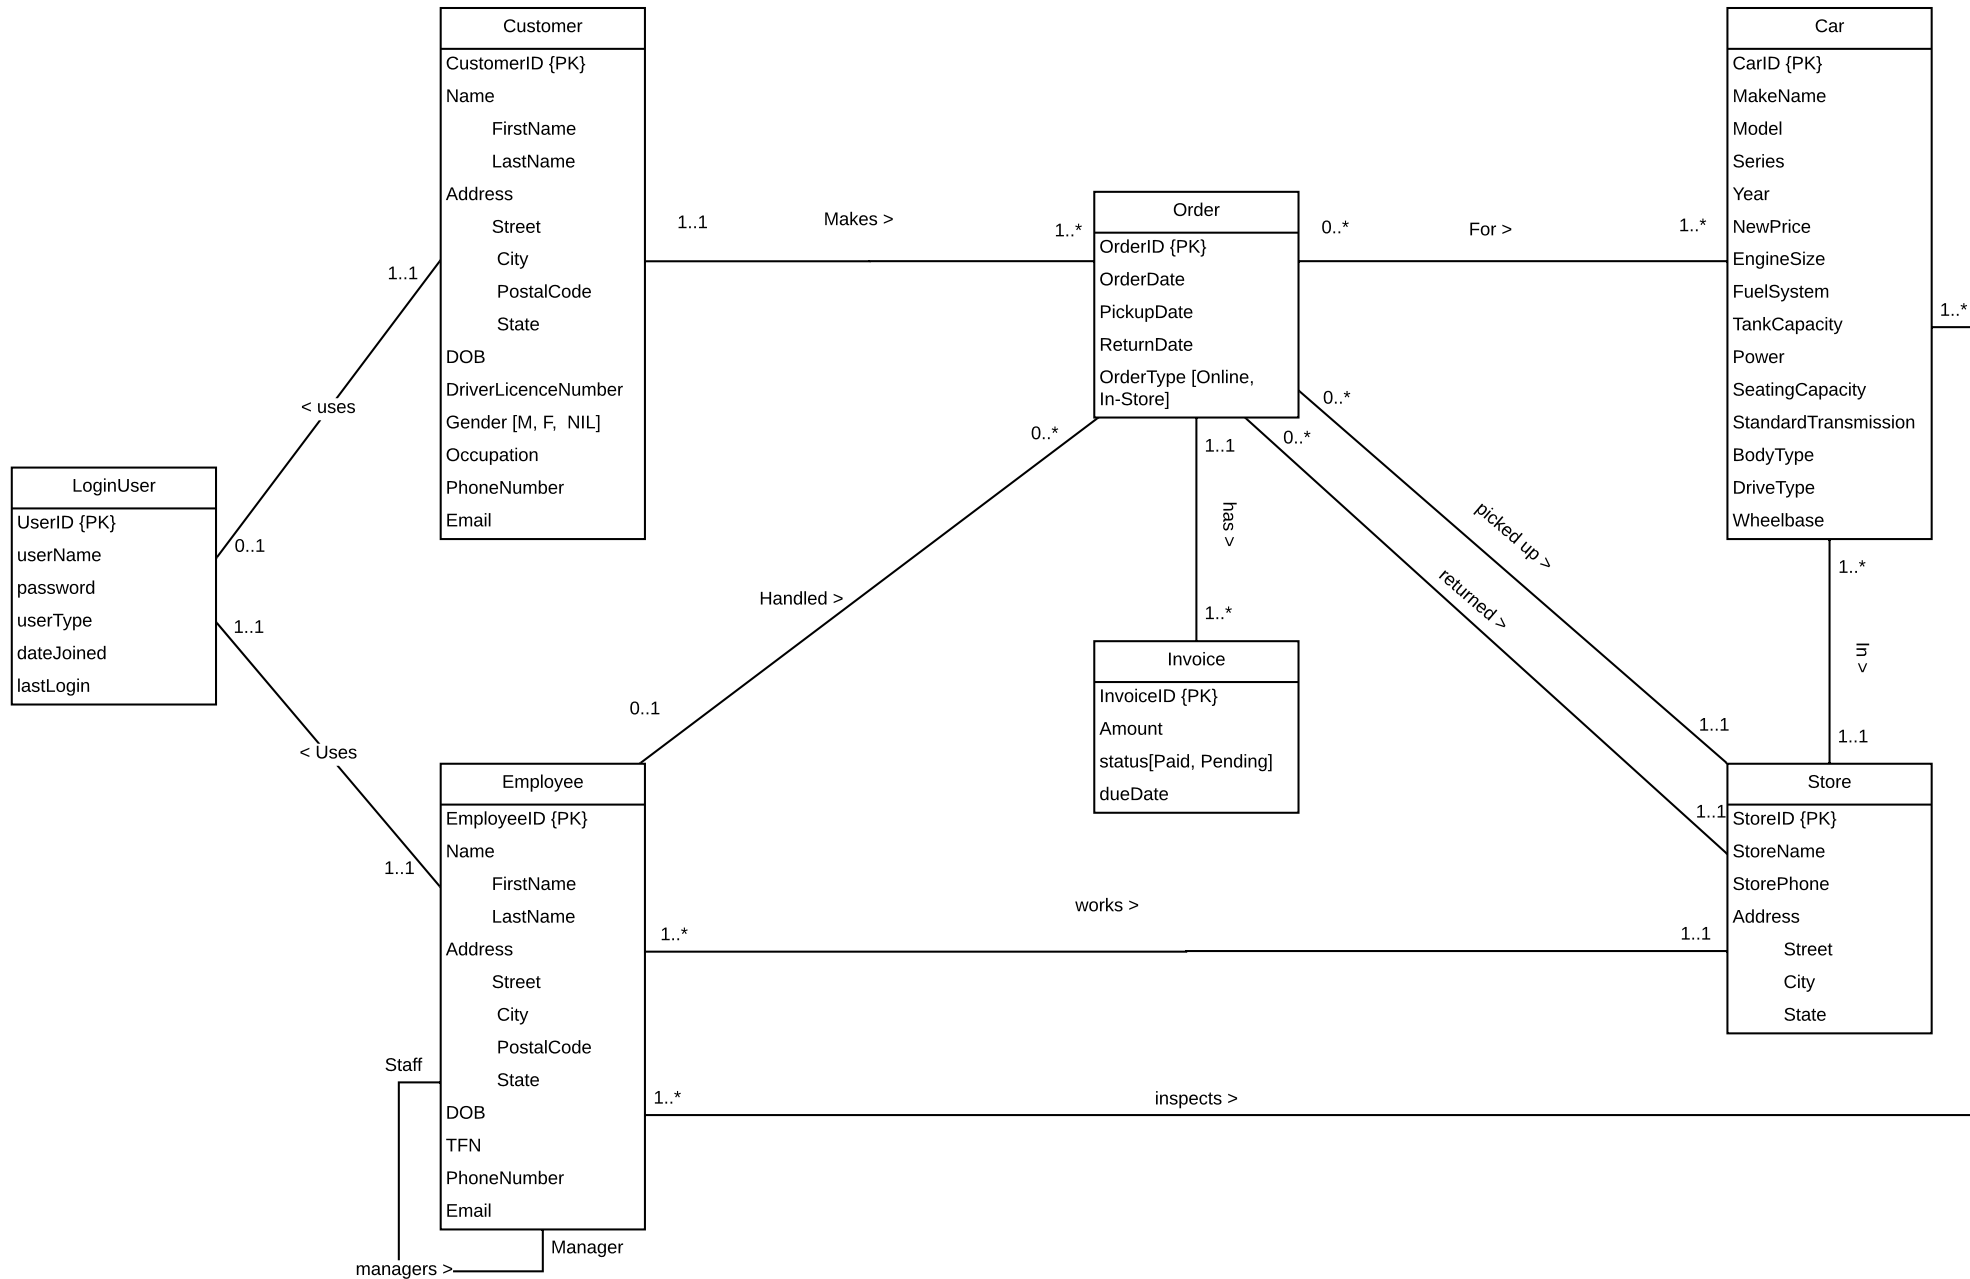 Customer
CustomerID {PK}
Name
FirstName
LastName
Address
Street
City
PostalCode
State
DOB
DriverLicenceNumber
Gender [M, F,  NIL]
Occupation
PhoneNumber
Email
Car
CarID {PK}
MakeName
Model
Series
Year
NewPrice
EngineSize
FuelSystem
TankCapacity
Power
SeatingCapacity
StandardTransmission
BodyType
DriveType
Wheelbase
1..1
Makes >
1..*
Order
OrderID {PK}
OrderDate
PickupDate
ReturnDate
OrderType [Online,
In-Store]
0..*
For >
1..*
1..*
1..1
< uses
0..1
LoginUser
UserID {PK}
userName
password
userType
dateJoined
lastLogin
1..1
< Uses
1..1
0..*
Handled >
0..1
1..1
has >
1..*
0..*
picked up >
1..1
0..*
returned >
1..1
1..*
In >
1..1
Invoice
InvoiceID {PK}
Amount
status[Paid, Pending]
dueDate
Employee
EmployeeID {PK}
Name
FirstName
LastName
Address
Street
City
PostalCode
State
DOB
TFN
PhoneNumber
Email
Store
StoreID {PK}
StoreName
StorePhone
Address
Street
City
State
1..*
works >
1..1
1..*
inspects >
Staff
Manager
managers >